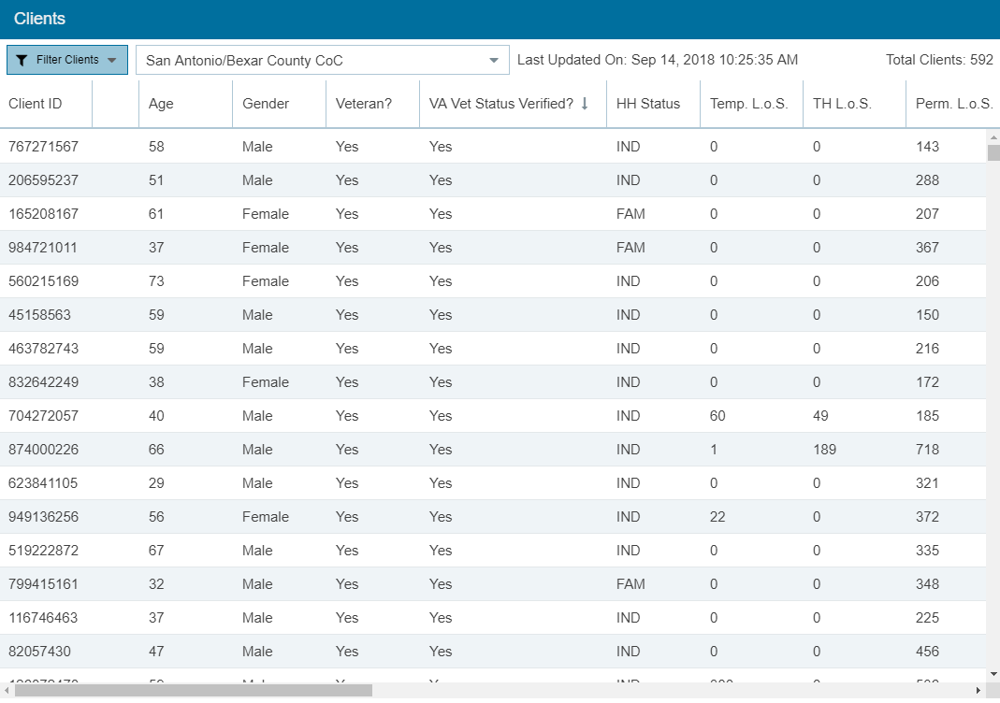 Clients
Filter Clients San Antonio/Bexar County CoC Last Updated On: Sep 14, 2018 10:25:35 AM Total Clients: 592
Client ID Age Gender Veteran? VA Vet Status Verified? ↓ HH Status Temp. L.o.S. TH L.o.S. Perm. L.o.S.
767271567 58 Male Yes Yes IND 0 0 143
206595237 51 Male Yes Yes IND 0 0 288
165208167 61 Female Yes Yes FAM 0 0 207
984721011 37 Female Yes Yes FAM 0 0 367
560215169 73 Female Yes Yes IND 0 0 206
45158563 59 Male Yes Yes IND 0 0 150
463782743 59 Male Yes Yes IND 0 0 216
832642249 38 Female Yes Yes IND 0 0 172
704272057 40 Male Yes Yes IND 60 49 185
874000226 66 Male Yes Yes IND 1 189 718
623841105 29 Male Yes Yes IND 0 0 321
949136256 56 Female Yes Yes IND 22 0 372
519222872 67 Male Yes Yes IND 0 0 335
799415161 32 Male Yes Yes FAM 0 0 348
116746463 37 Male Yes Yes IND 0 0 225
82057430 47 Male Yes Yes IND 0 0 456